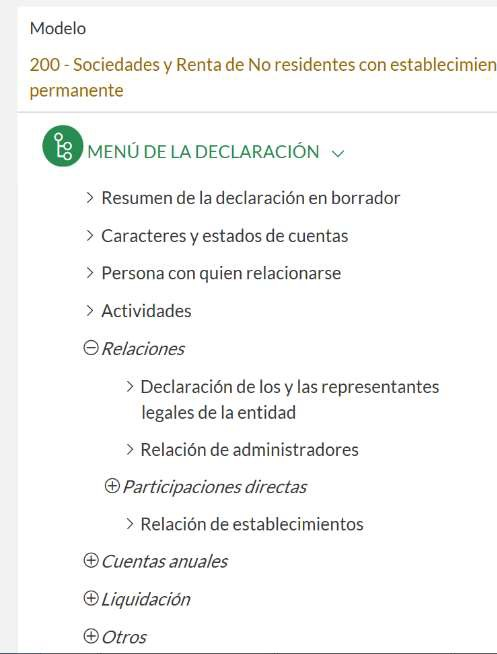 Modelo
200 - Sociedades y Renta de No residentes con establecimien
permanente
MENÚ DE LA DECLARACIÓN
Resumen de la declaración en borrador
Caracteres y estados de cuentas
Persona con quien relacionarse
Actividades
Relaciones
Declaración de los y las representantes
legales de la entidad
Relación de administradores
Participaciones directas
Relación de establecimientos
Cuentas anuales
Liquidación
Otros